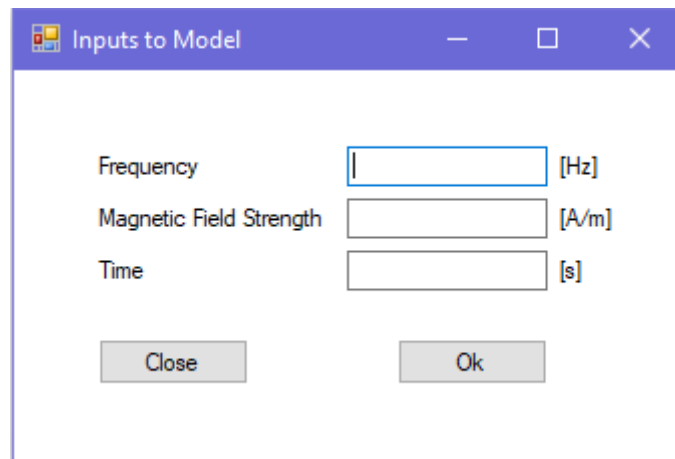 Inputs to Model
Frequency [Hz]
Magnetic Field Strength [A/m]
Time [s]
Close Ok